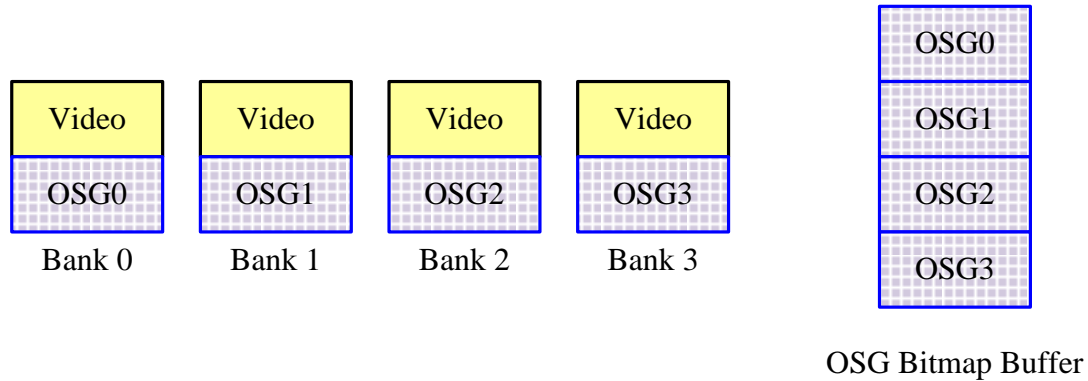 Video Video Video Video
OSG0 OSG1 OSG2 OSG3
Bank 0 Bank 1 Bank 2 Bank 3
OSG0
OSG1
OSG2
OSG3
OSG Bitmap Buffer